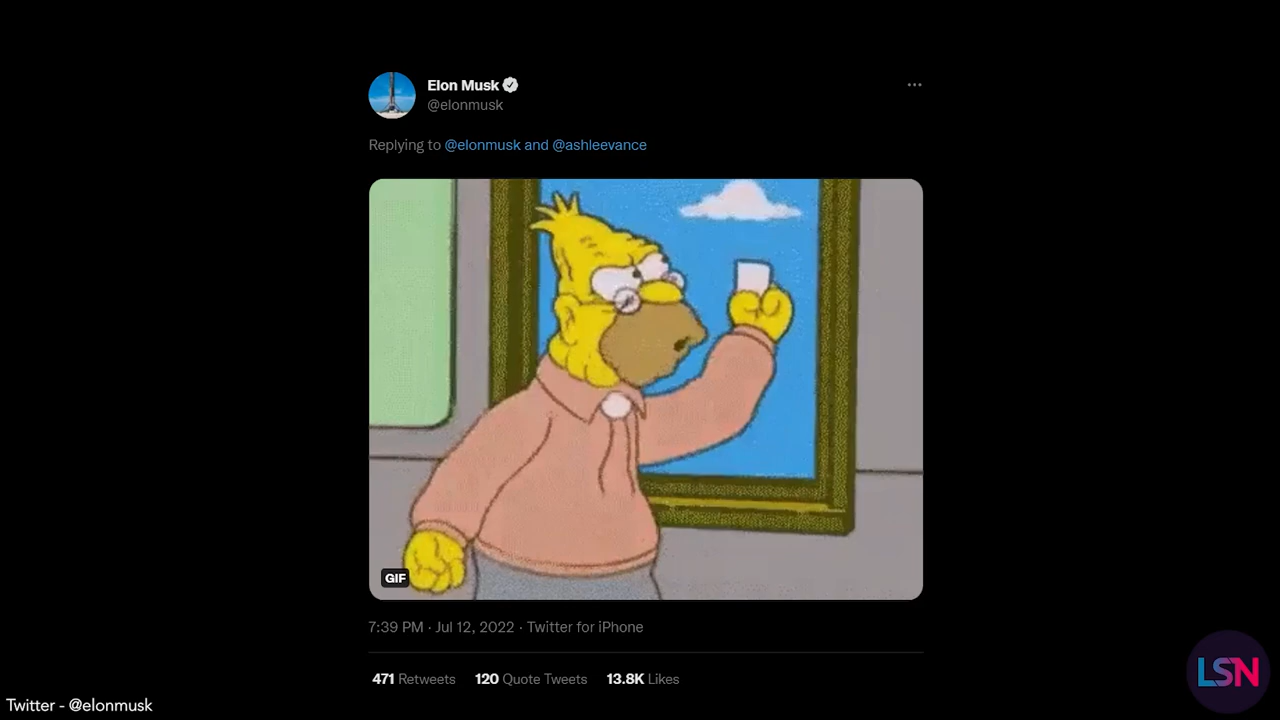 Elon Musk
@elonmusk
Replying to @elonmusk and @ashleevance
GIF
7:39 PM · Jul 12, 2022 · Twitter for iPhone
471 Retweets 120 Quote Tweets 13.8K Likes
LSN
Twitter - @elonmusk